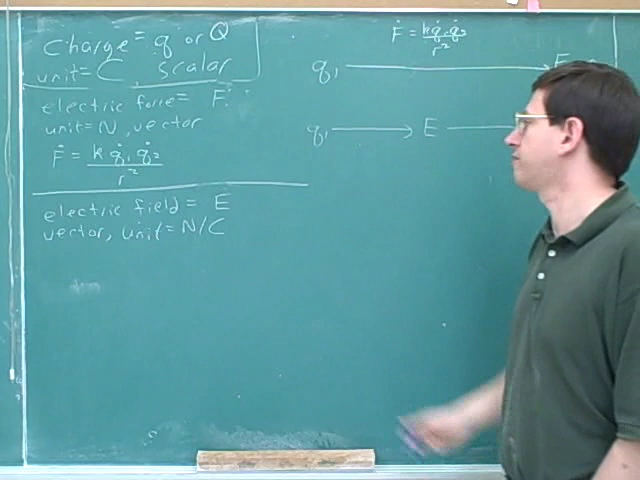 Charge = q or Q
unit = C, scalar
electric force = F
unit = N, vector
F = k q₁ q₂
r²
electric field = E
vector, unit = N/C
F = kq₁q₂
r²
q₁ → F
q₁ → E —